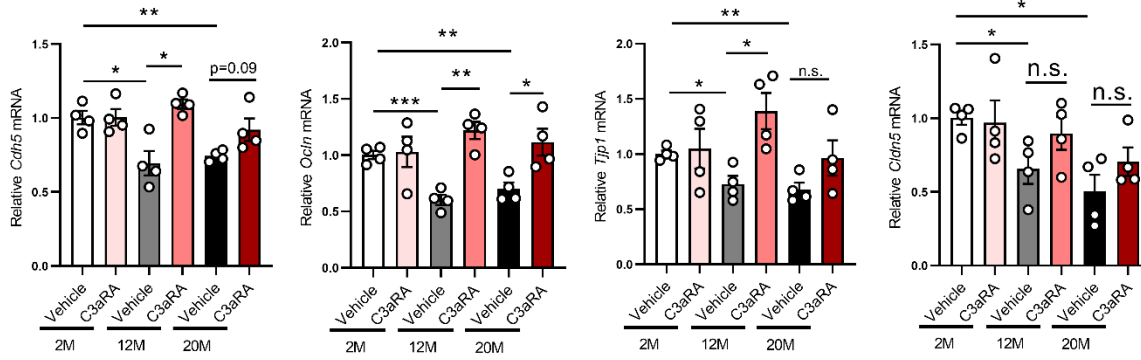 Relative Cdh5 mRNA
1.5
1.0
0.5
0.0
**
*
*
p=0.09
Vehicle
C3aRA
Vehicle
C3aRA
Vehicle
C3aRA
2M
12M
20M
Relative Ocln mRNA
2.0
1.5
1.0
0.5
0.0
**
***
**
*
Vehicle
C3aRA
Vehicle
C3aRA
Vehicle
C3aRA
2M
12M
20M
Relative Tjp1 mRNA
2.0
1.5
1.0
0.5
0.0
**
*
*
n.s.
Vehicle
C3aRA
Vehicle
C3aRA
Vehicle
C3aRA
2M
12M
20M
Relative Cldn5 mRNA
1.5
1.0
0.5
0.0
*
*
n.s.
n.s.
Vehicle
C3aRA
Vehicle
C3aRA
Vehicle
C3aRA
2M
12M
20M